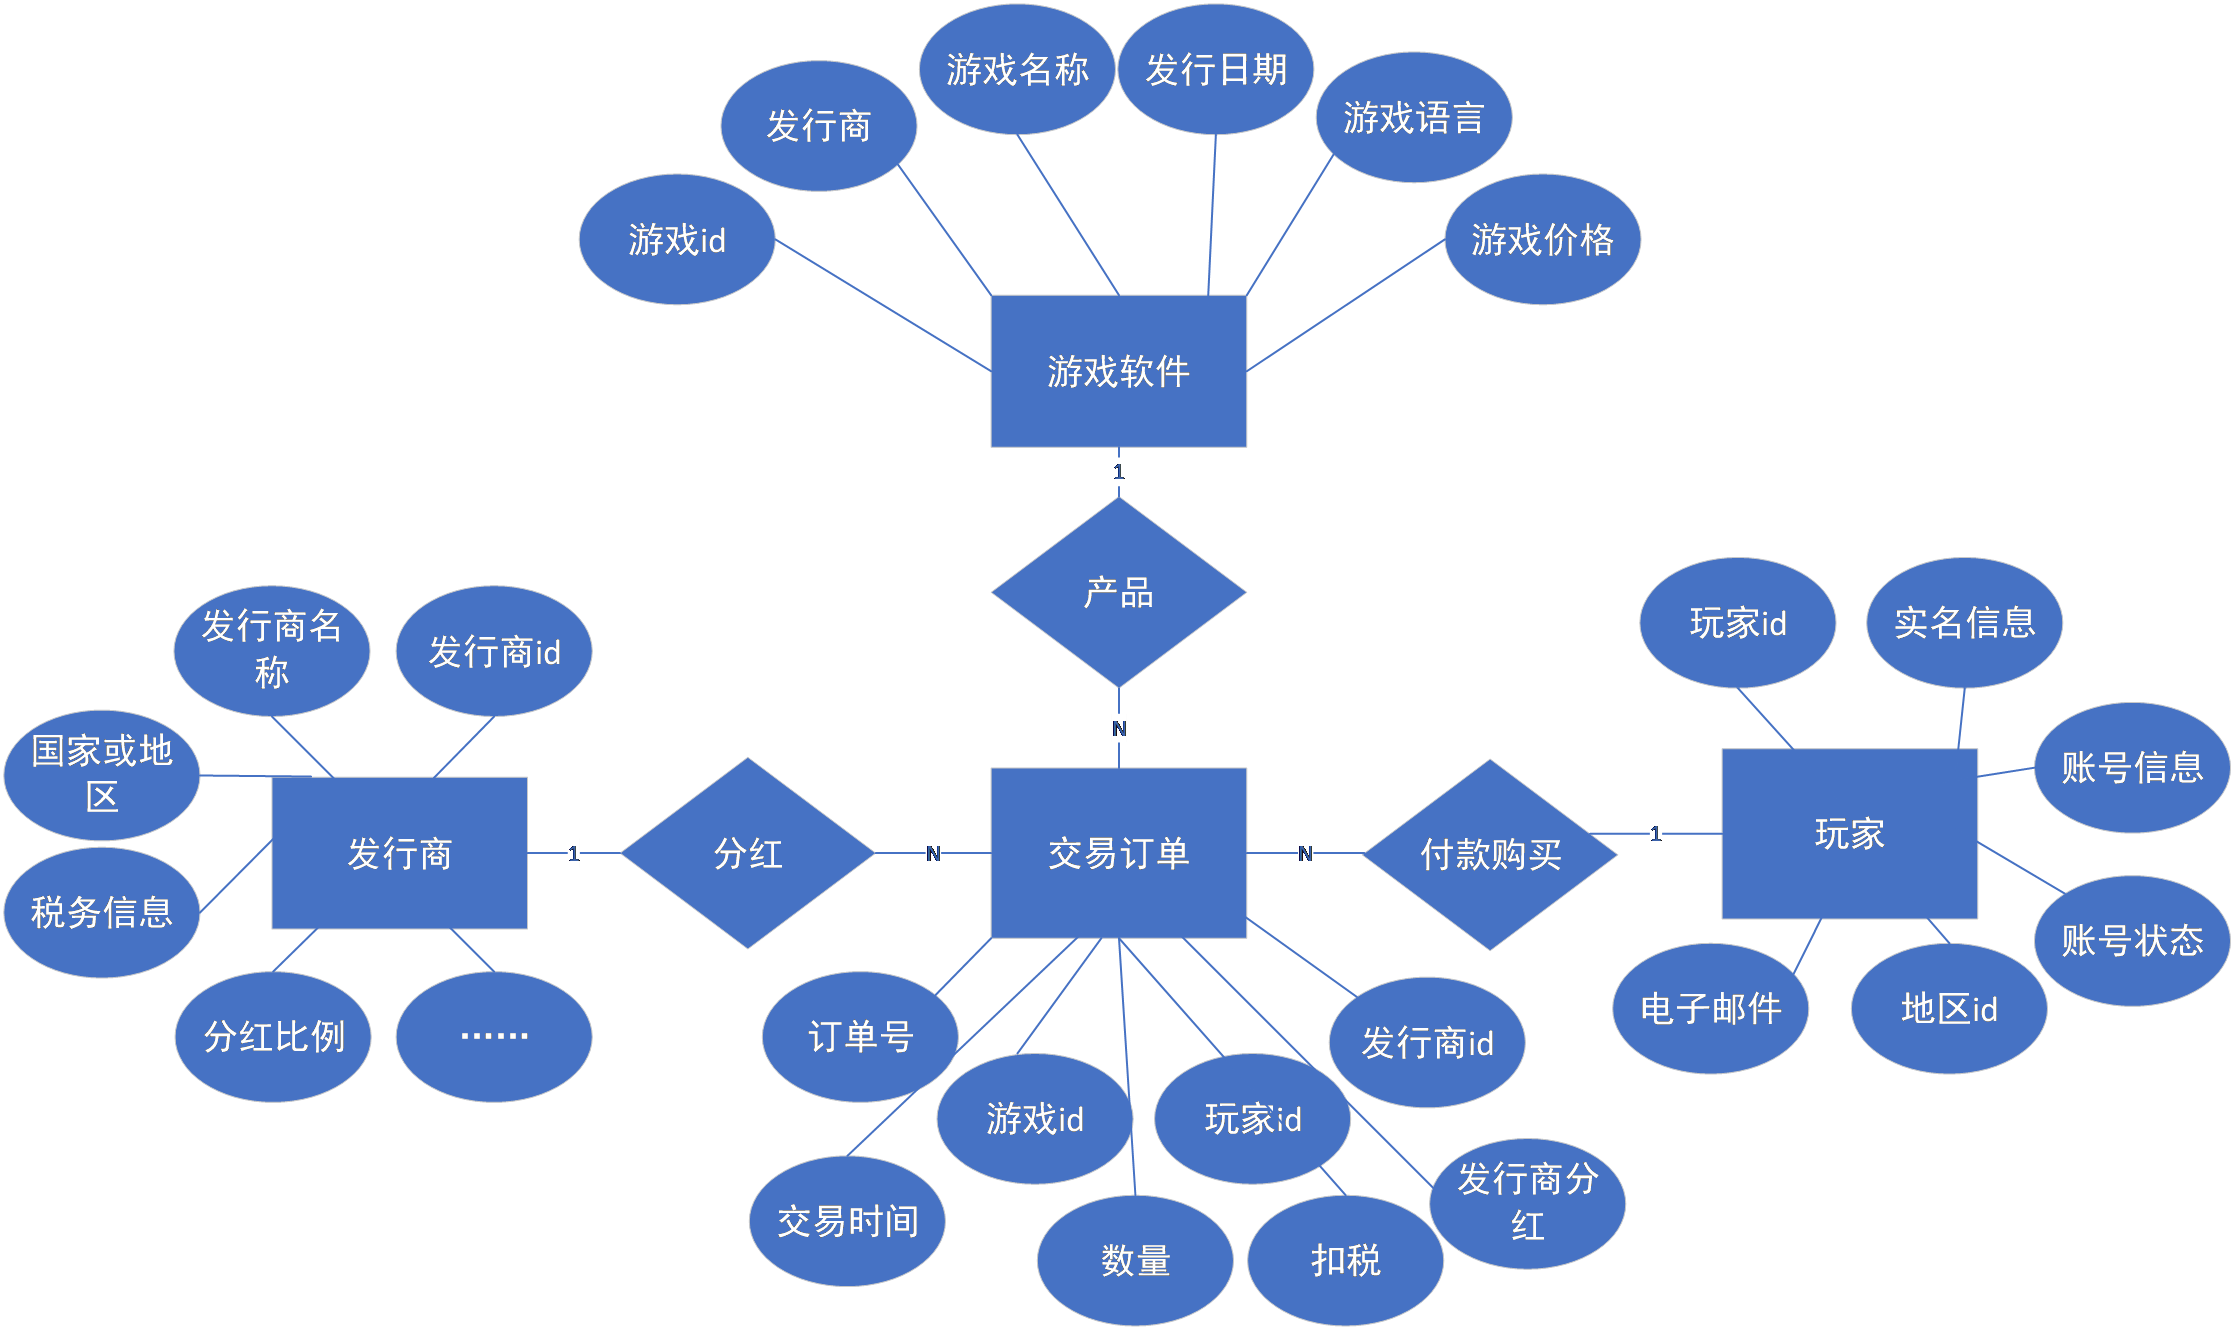 游戏名称
发行日期
游戏语言
发行商
游戏id
游戏价格
游戏软件
1
产品
N
发行商名
称
发行商id
国家或地
区
税务信息
发行商
分红比例
······
1
分红
N
交易订单
N
付款购买
1
玩家id
实名信息
账号信息
玩家
账号状态
电子邮件
地区id
订单号
发行商id
游戏id
玩家id
交易时间
发行商分
红
数量
扣税